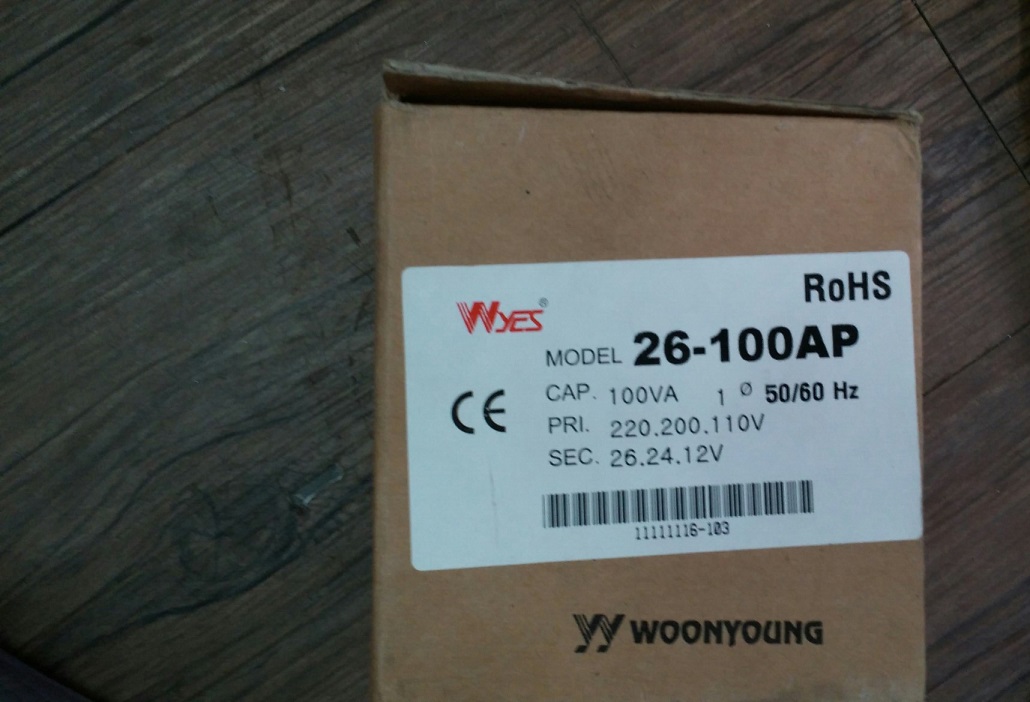 RoHS
WYES®
MODEL 26-100AP
CAP. 100VA 1 Ø 50/60 Hz
CE
PRI. 220.200.110V
SEC. 26.24.12V
11111116-103
WOONYOUNG